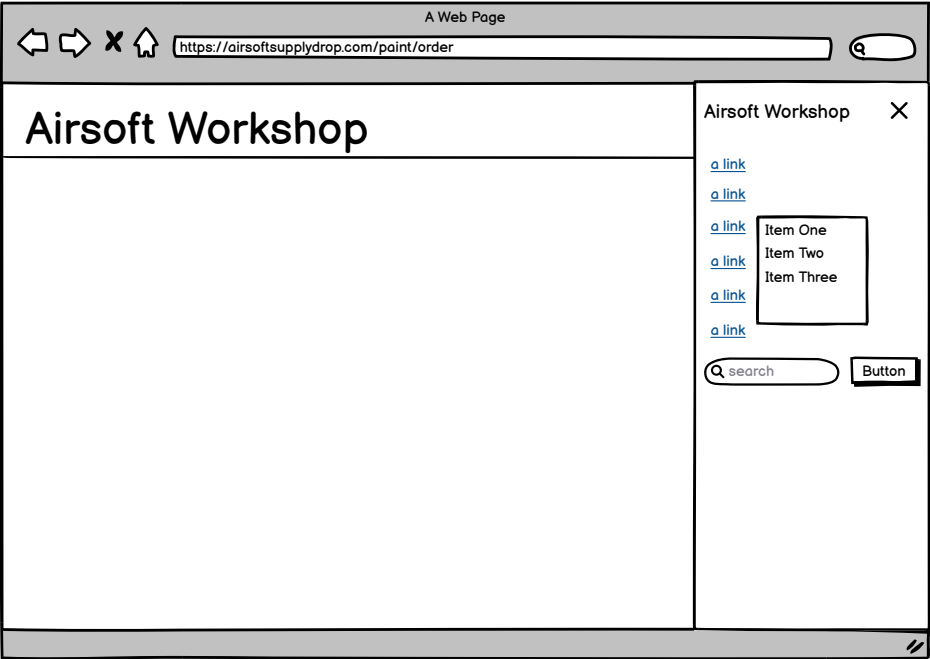 A Web Page
https://airsoftsupplydrop.com/paint/order
Airsoft Workshop
Airsoft Workshop
a link
a link
a link
a link
a link
a link
Item One
Item Two
Item Three
search
Button